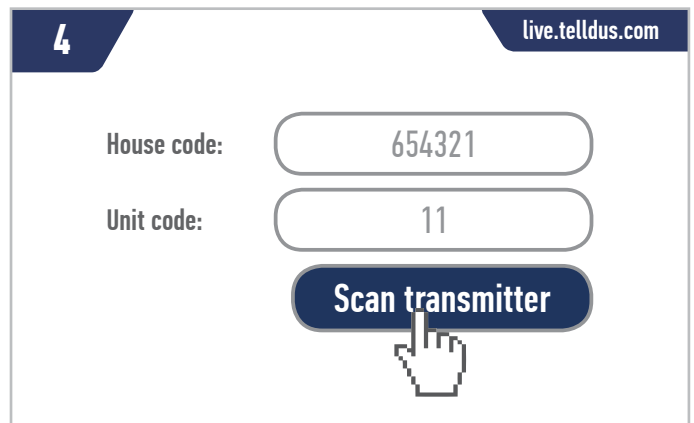 4
live.telldus.com
House code: 654321
Unit code: 11
Scan transmitter